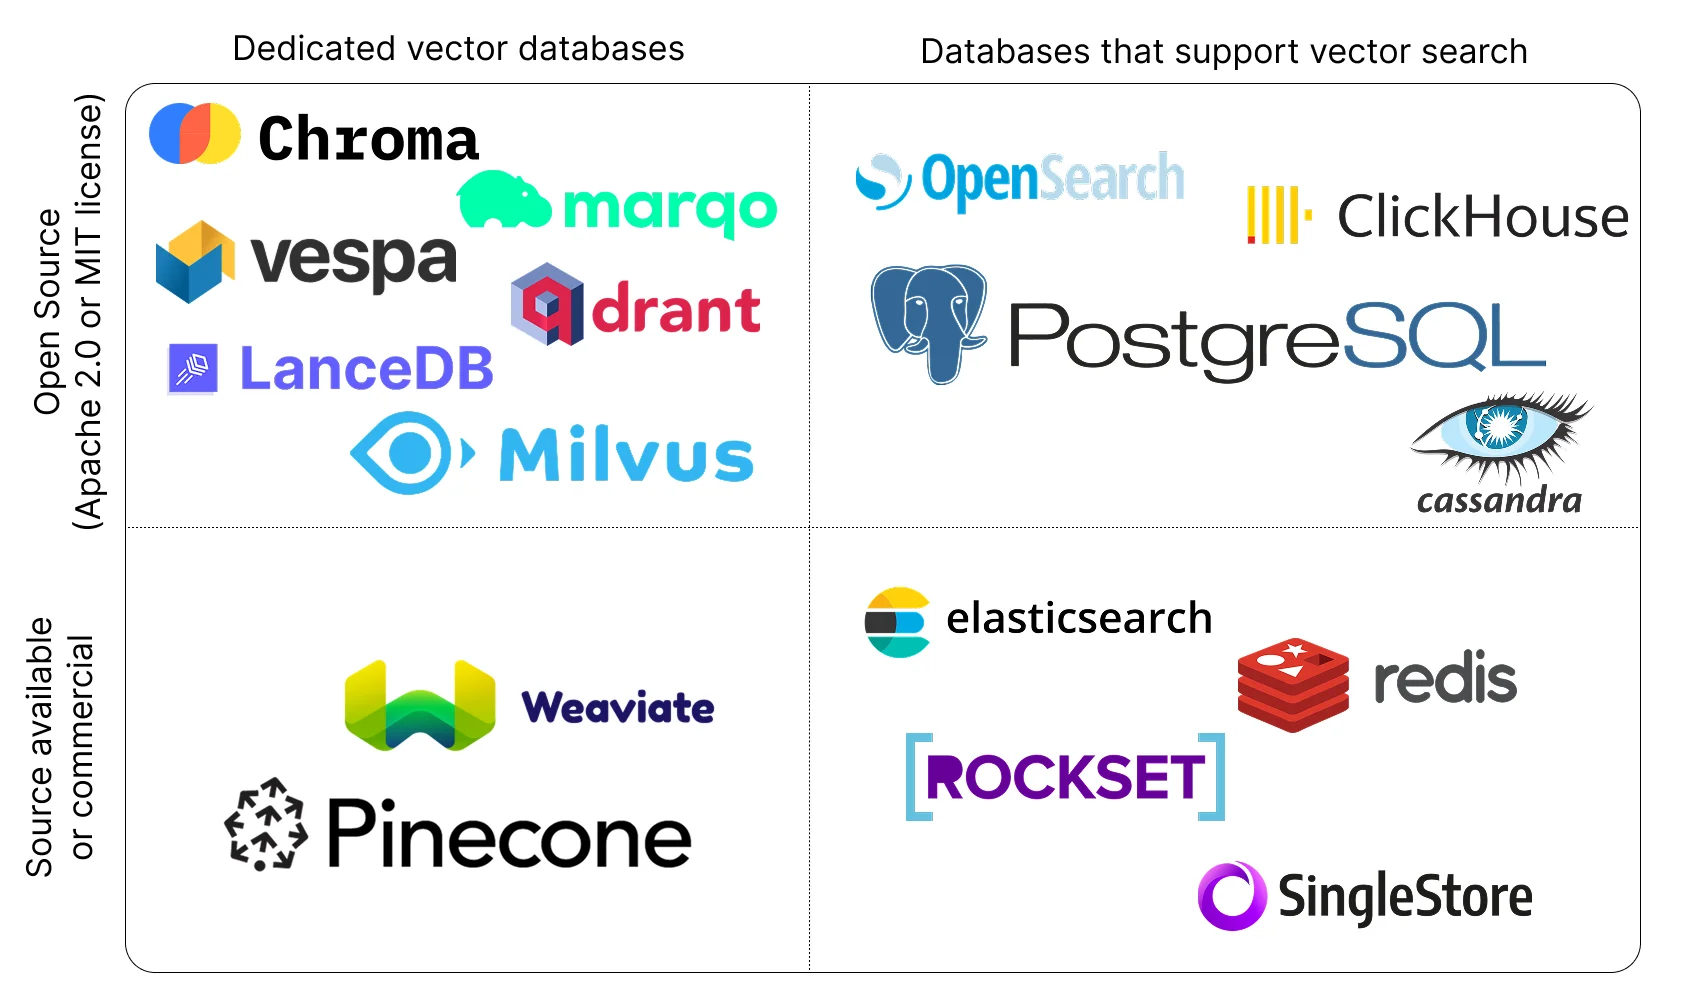 Dedicated vector databases
Databases that support vector search
Open Source
(Apache 2.0 or MIT license)
Chroma
marqo
vespa
qdrant
LanceDB
Milvus
OpenSearch
ClickHouse
PostgreSQL
cassandra
Source available
or commercial
Weaviate
Pinecone
elasticsearch
redis
[ROCKSET]
SingleStore